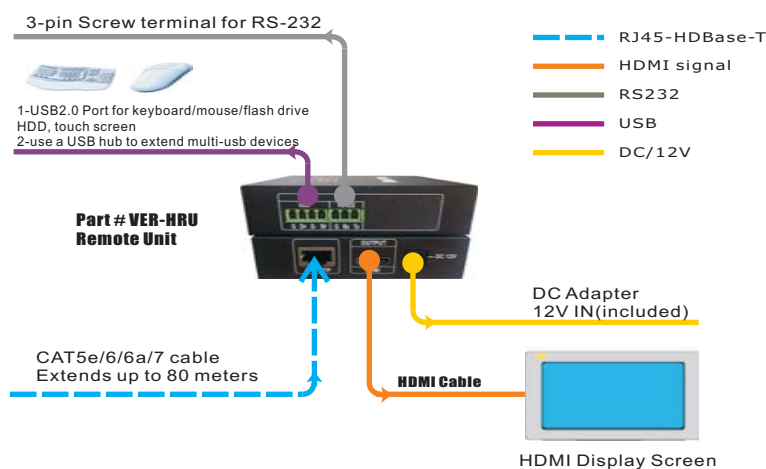 3-pin Screw terminal for RS-232
RJ45-HDBase-T
HDMI signal
RS232
USB
DC/12V
1-USB2.0 Port for keyboard/mouse/flash drive
HDD, touch screen
2-use a USB hub to extend multi-usb devices
Part # VER-HRU
Remote Unit
OUTPUT
DC 12V
DC Adapter
12V IN(included)
CAT5e/6/6a/7 cable
Extends up to 80 meters
HDMI Cable
HDMI Display Screen